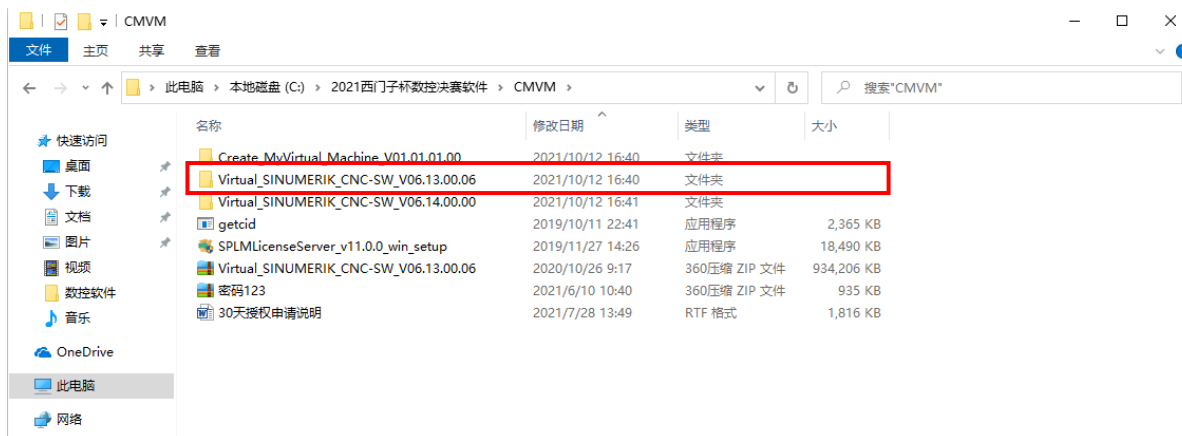 CMVM
文件 主页 共享 查看
此电脑 › 本地磁盘 (C:) › 2021西门子杯数控决赛软件 › CMVM ›
搜索"CMVM"
快速访问
桌面
下载
文档
图片
视频
数控软件
音乐
OneDrive
此电脑
网络
名称 修改日期 类型 大小
Create_MyVirtual_Machine_V01.01.01.00 2021/10/12 16:40 文件夹
Virtual_SINUMERIK_CNC-SW_V06.13.00.06 2021/10/12 16:40 文件夹
Virtual_SINUMERIK_CNC-SW_V06.14.00.00 2021/10/12 16:41 文件夹
getcid 2019/10/11 22:41 应用程序 2,365 KB
SPLMLicenseServer_v11.0.0_win_setup 2019/11/27 14:26 应用程序 18,490 KB
Virtual_SINUMERIK_CNC-SW_V06.13.00.06 2020/10/26 9:17 360压缩 ZIP 文件 934,206 KB
密码123 2021/6/10 10:40 360压缩 ZIP 文件 935 KB
30天授权申请说明 2021/7/28 13:49 RTF 格式 1,816 KB